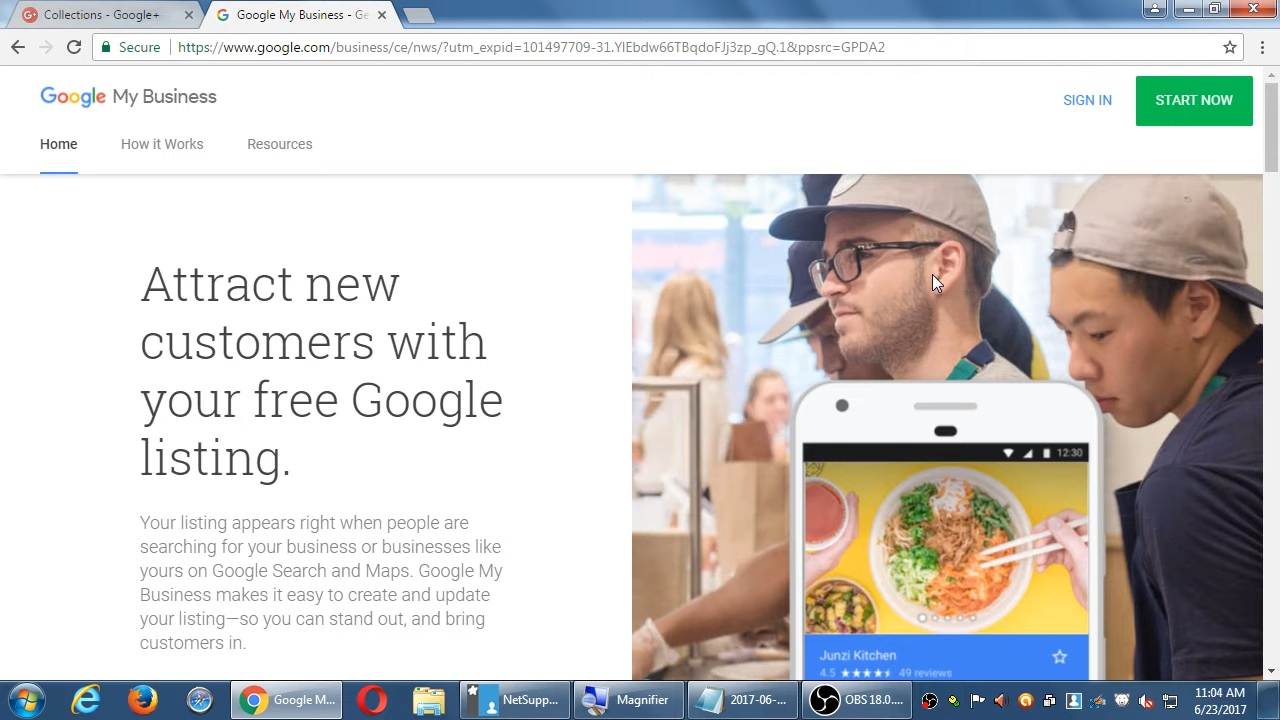 Collections - Google+
Google My Business - Ge
Secure
https://www.google.com/business/ce/nws/?utm_expid=101497709-31.YlEbdw66TBqdoFJj3zp_gQ.1&ppsrc=GPDA2
Google My Business
SIGN IN
START NOW
Home
How it Works
Resources
Attract new
customers with
your free Google
listing.
Your listing appears right when people are
searching for your business or businesses like
yours on Google Search and Maps. Google My
Business makes it easy to create and update
your listing—so you can stand out, and bring
customers in.
12:30
Junzi Kitchen
4.5
49 reviews
Google M...
NetSupp...
Magnifier
2017-06-...
OBS 18.0....
11:04 AM
6/23/2017